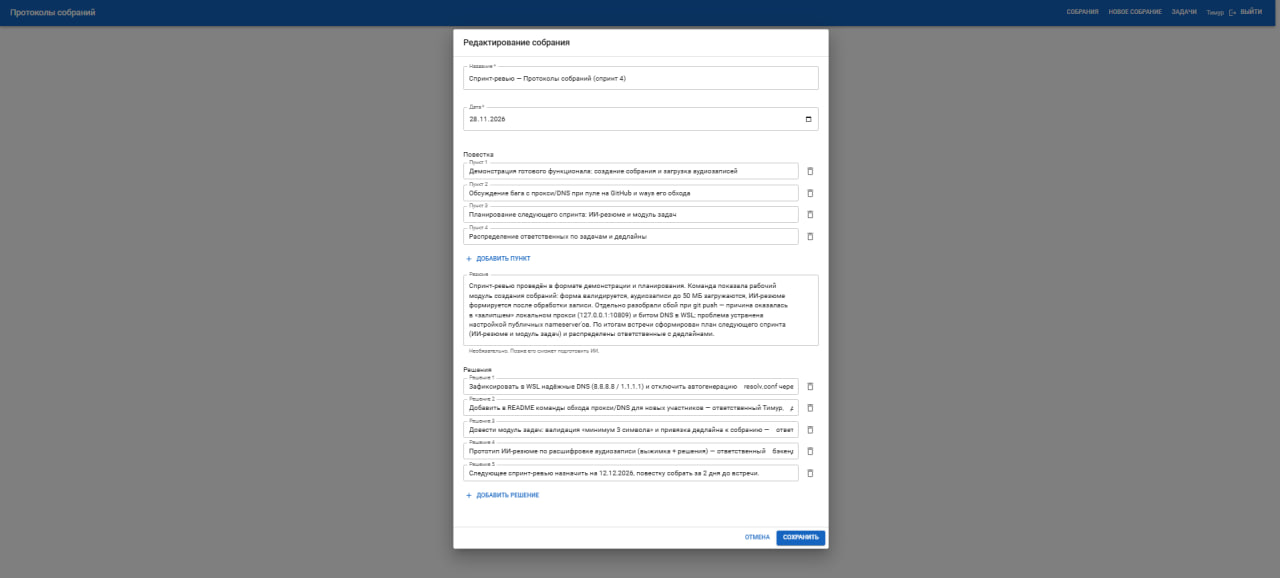 Протоколы собраний
СОБРАНИЯ НОВОЕ СОБРАНИЕ ЗАДАЧИ Тимур ВЫЙТИ
Редактирование собрания
Название *
Спринт-ревью — Протоколы собраний (спринт 4)
Дата *
28.11.2026
Повестка
Пункт 1
Демонстрация готового функционала: создание собрания и загрузка аудиозаписей
Пункт 2
Обсуждение бага с прокси/DNS при пуле на GitHub и ways его обхода
Пункт 3
Планирование следующего спринта: ИИ-резюме и модуль задач
Пункт 4
Распределение ответственных по задачам и дедлайны
+ ДОБАВИТЬ ПУНКТ
Резюме
Спринт-ревью проведён в формате демонстрации и планирования. Команда показала рабочий
модуль создания собраний: форма валидируется, аудиозаписи до 50 МБ загружаются, ИИ-резюме
формируется после обработки записи. Отдельно разобрали сбой при git push — причина оказалась
в «залипшем» локальном прокси (127.0.0.1:10809) и битом DNS в WSL; проблема устранена
настройкой публичных nameserver'ов. По итогам встречи сформирован план следующего спринта
(ИИ-резюме и модуль задач) и распределены ответственные с дедлайнами.
Необязательно. Позже его сможет подготовить ИИ.
Решения
Решение 1
Зафиксировать в WSL надёжные DNS (8.8.8.8 / 1.1.1.1) и отключить автогенерацию resolv.conf чере
Решение 2
Добавить в README команды обхода прокси/DNS для новых участников — ответственный Тимур,
Решение 3
Довести модуль задач: валидация «минимум 3 символа» и привязка дедлайна к собранию — ответ
Решение 4
Прототип ИИ-резюме по расшифровке аудиозаписи (выжимка + решения) — ответственный бэкенд
Решение 5
Следующее спринт-ревью назначить на 12.12.2026, повестку собрать за 2 дня до встречи.
+ ДОБАВИТЬ РЕШЕНИЕ
ОТМЕНА СОХРАНИТЬ